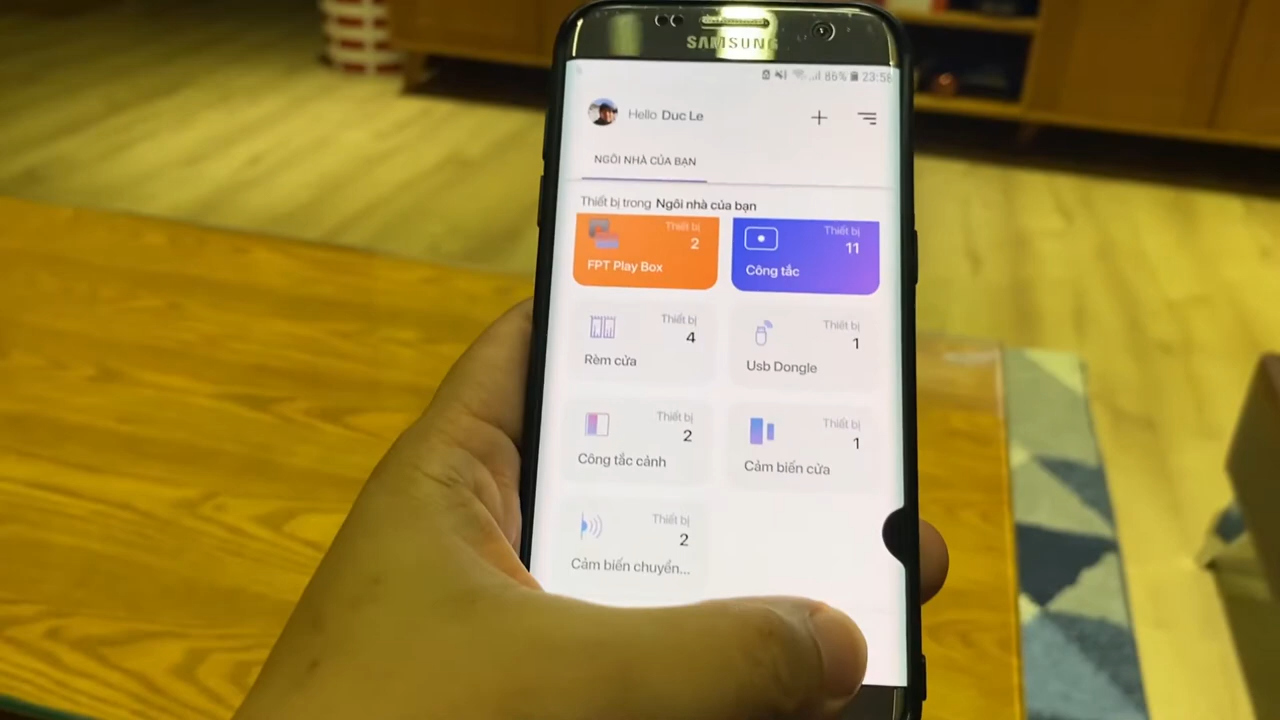 SAMSUNG
86% 23:58
Hello Duc Le
NGÔI NHÀ CỦA BẠN
Thiết bị trong Ngôi nhà của bạn
Thiết bị
2
FPT Play Box
Thiết bị
11
Công tắc
Thiết bị
4
Rèm cửa
Thiết bị
1
Usb Dongle
Thiết bị
2
Công tắc cảnh
Thiết bị
1
Cảm biến cửa
Thiết bị
2
Cảm biến chuyển...